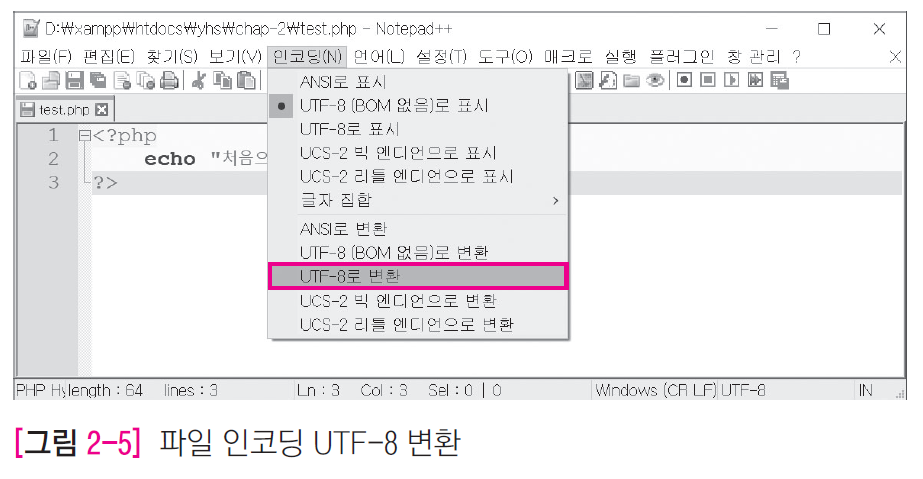 D:₩xampp₩htdocs₩yhs₩chap-2₩test.php - Notepad++
파일(F) 편집(E) 찾기(S) 보기(V) 인코딩(N) 언어(L) 설정(T) 도구(O) 매크로 실행 플러그인 창 관리 ? X
test.php
1 <?php
2 echo "처음으
3 ?>
ANSI로 표시
UTF-8 (BOM 없음)로 표시
UTF-8로 표시
UCS-2 빅 엔디언으로 표시
UCS-2 리틀 엔디언으로 표시
글자 집합
ANSI로 변환
UTF-8 (BOM 없음)로 변환
UTF-8로 변환
UCS-2 빅 엔디언으로 변환
UCS-2 리틀 엔디언으로 변환
PHP Hy length : 64 lines : 3 Ln : 3 Col : 3 Sel : 0 | 0 Windows (CR LF) UTF-8 IN
[그림 2-5] 파일 인코딩 UTF-8 변환